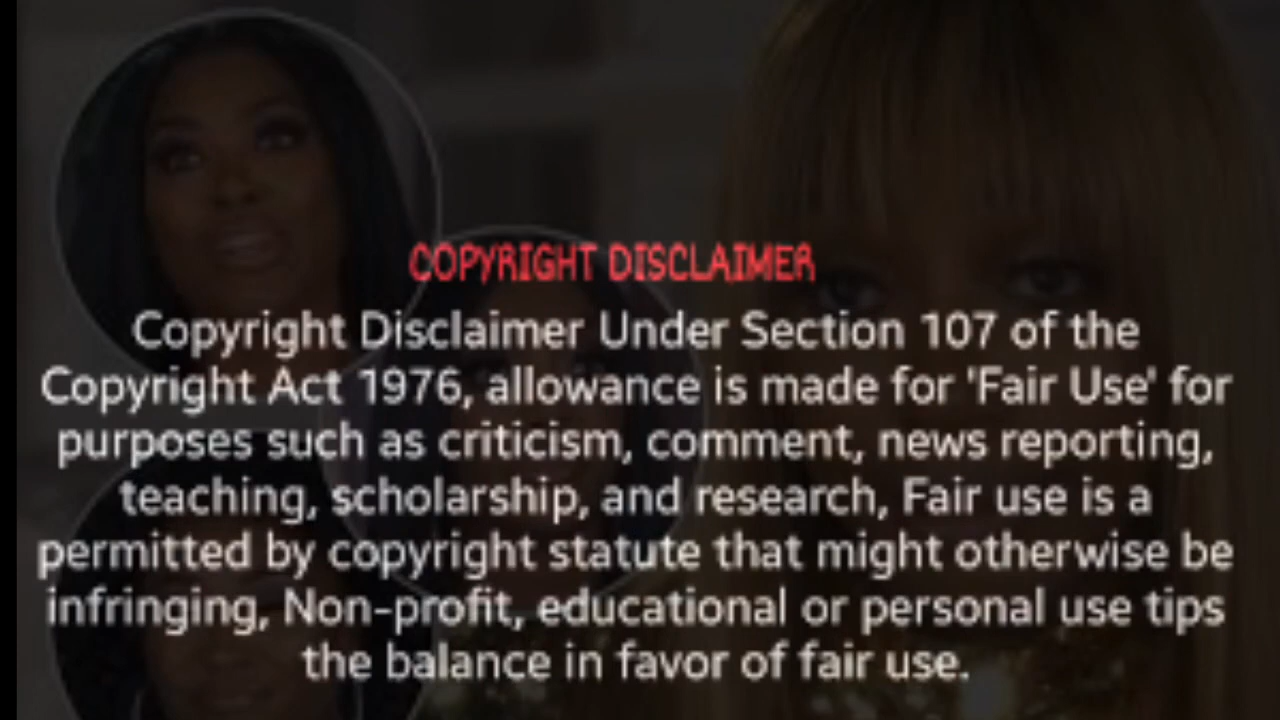 COPYRIGHT DISCLAIMER
Copyright Disclaimer Under Section 107 of the
Copyright Act 1976, allowance is made for 'Fair Use' for
purposes such as criticism, comment, news reporting,
teaching, scholarship, and research, Fair use is a
permitted by copyright statute that might otherwise be
infringing, Non-profit, educational or personal use tips
the balance in favor of fair use.